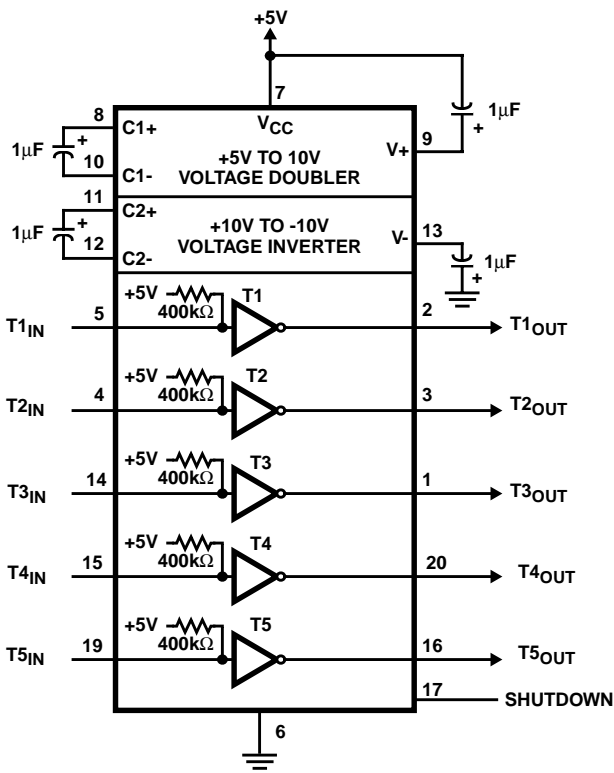 +5V
7
VCC
8
C1+
1µF
+
10
C1-
+5V TO 10V
VOLTAGE DOUBLER
V+
9
1µF
+
11
C2+
1µF
+
12
C2-
+10V TO -10V
VOLTAGE INVERTER
V-
13
1µF
+
T1IN
5
+5V
400kΩ
T1
2
T1OUT
T2IN
4
+5V
400kΩ
T2
3
T2OUT
T3IN
14
+5V
400kΩ
T3
1
T3OUT
T4IN
15
+5V
400kΩ
T4
20
T4OUT
T5IN
19
+5V
400kΩ
T5
16
T5OUT
17
SHUTDOWN
6